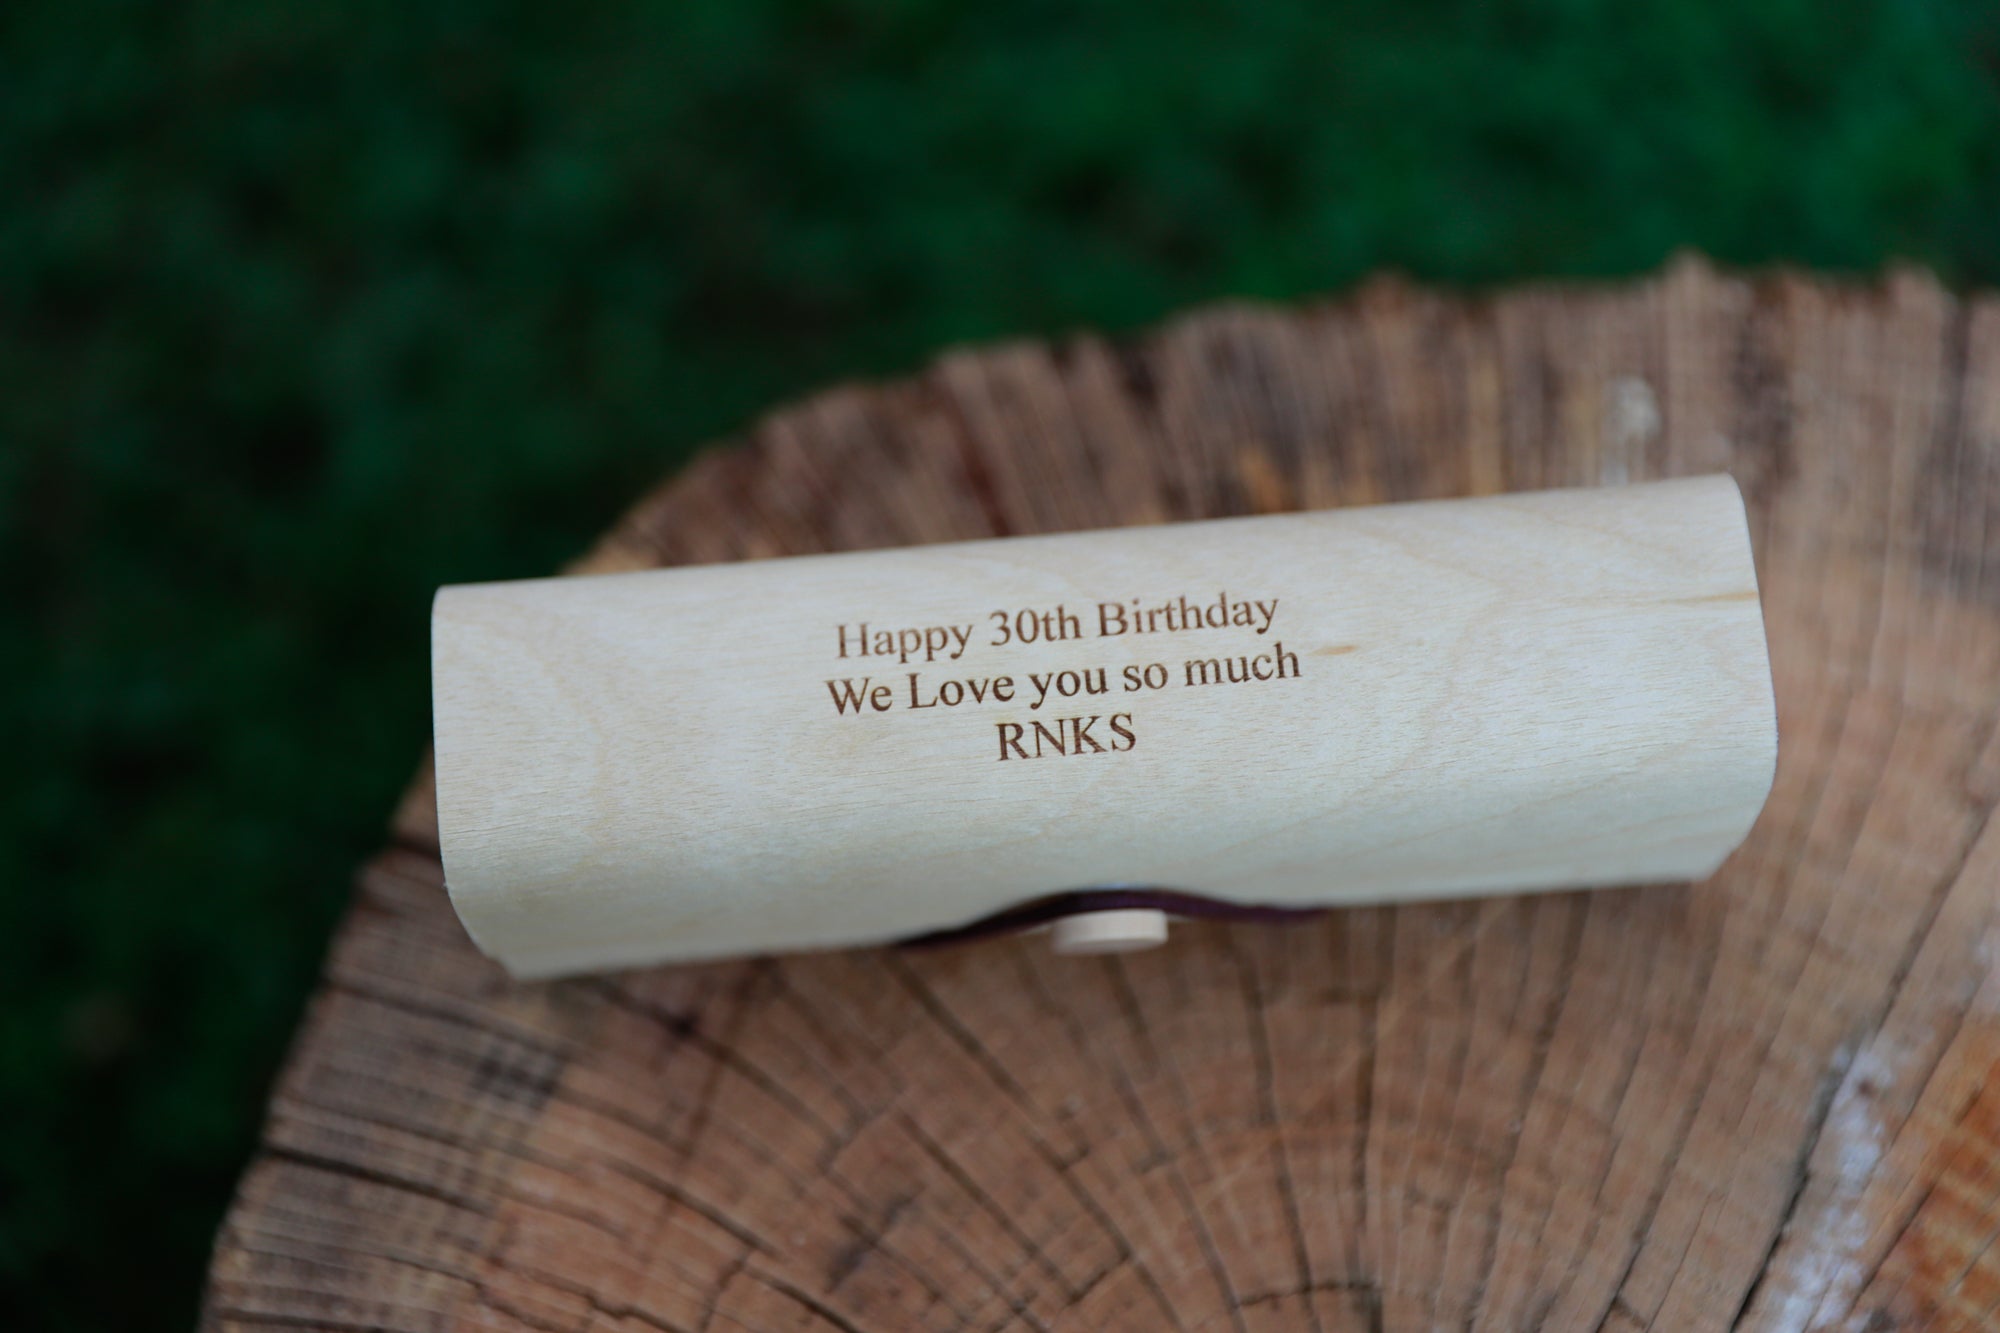 Happy 30th Birthday
We Love you so much
RNKS